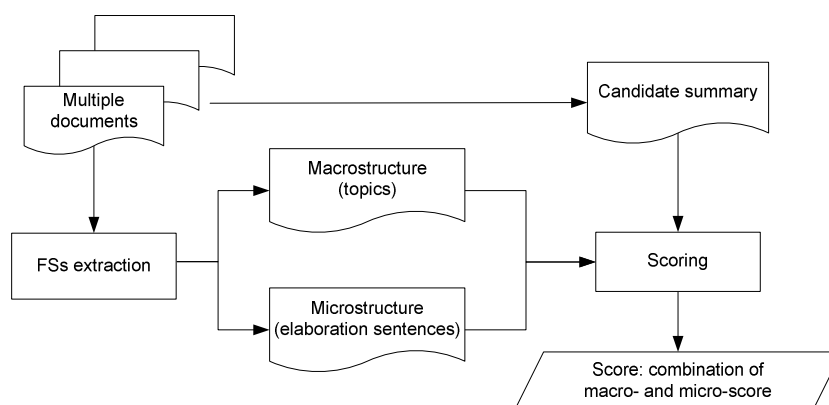 Multiple
documents
Candidate summary
Macrostructure
(topics)
FSs extraction
Scoring
Microstructure
(elaboration sentences)
Score: combination of
macro- and micro-score